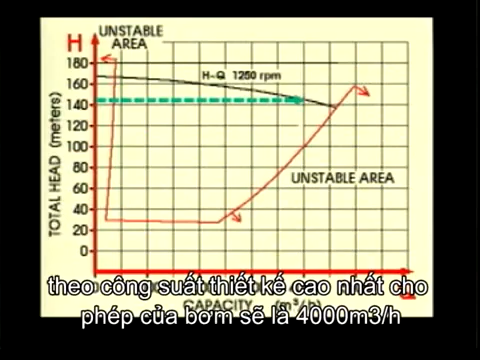 UNSTABLE
AREA
H
H-Q 1250 rpm
180
160
140
120
100
80
60
40
20
0
TOTAL HEAD (meters)
UNSTABLE AREA
theo công suất thiết kế cao nhất cho
CAPACITY (m³/h)
phép của bơm sẽ là 4000m3/h